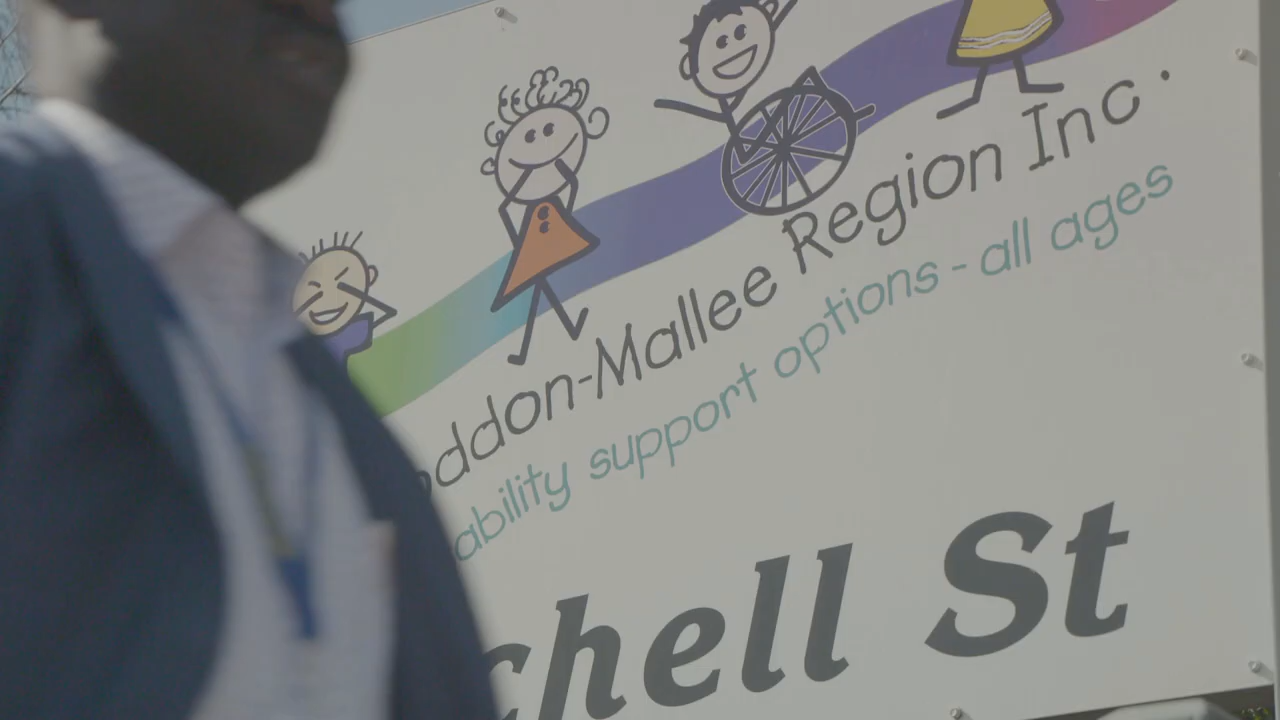 oddon-Mallee Region Inc.
ability support options - all ages
chell St